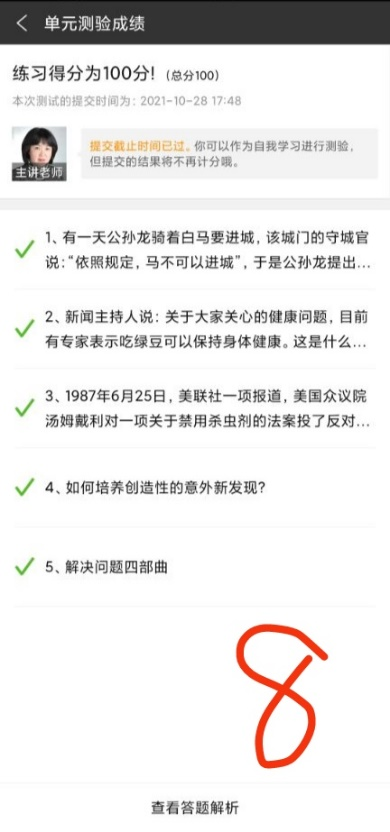 单元测验成绩
练习得分为100分!（总分100）
本次测试的提交时间为: 2021-10-28 17:48
提交截止时间已过。你可以作为自我学习进行测验，
但提交的结果将不再计分哦。
主讲老师
1、有一天公孙龙骑着白马要进城，该城门的守城官
说:“依照规定，马不可以进城”，于是公孙龙提出...
2、新闻主持人说：关于大家关心的健康问题，目前
有专家表示吃绿豆可以保持身体健康。这是什么...
3、1987年6月25日，美联社一项报道，美国众议院
汤姆戴利对一项关于禁用杀虫剂的法案投了反对...
4、如何培养创造性的意外新发现?
5、解决问题四部曲
8
查看答题解析